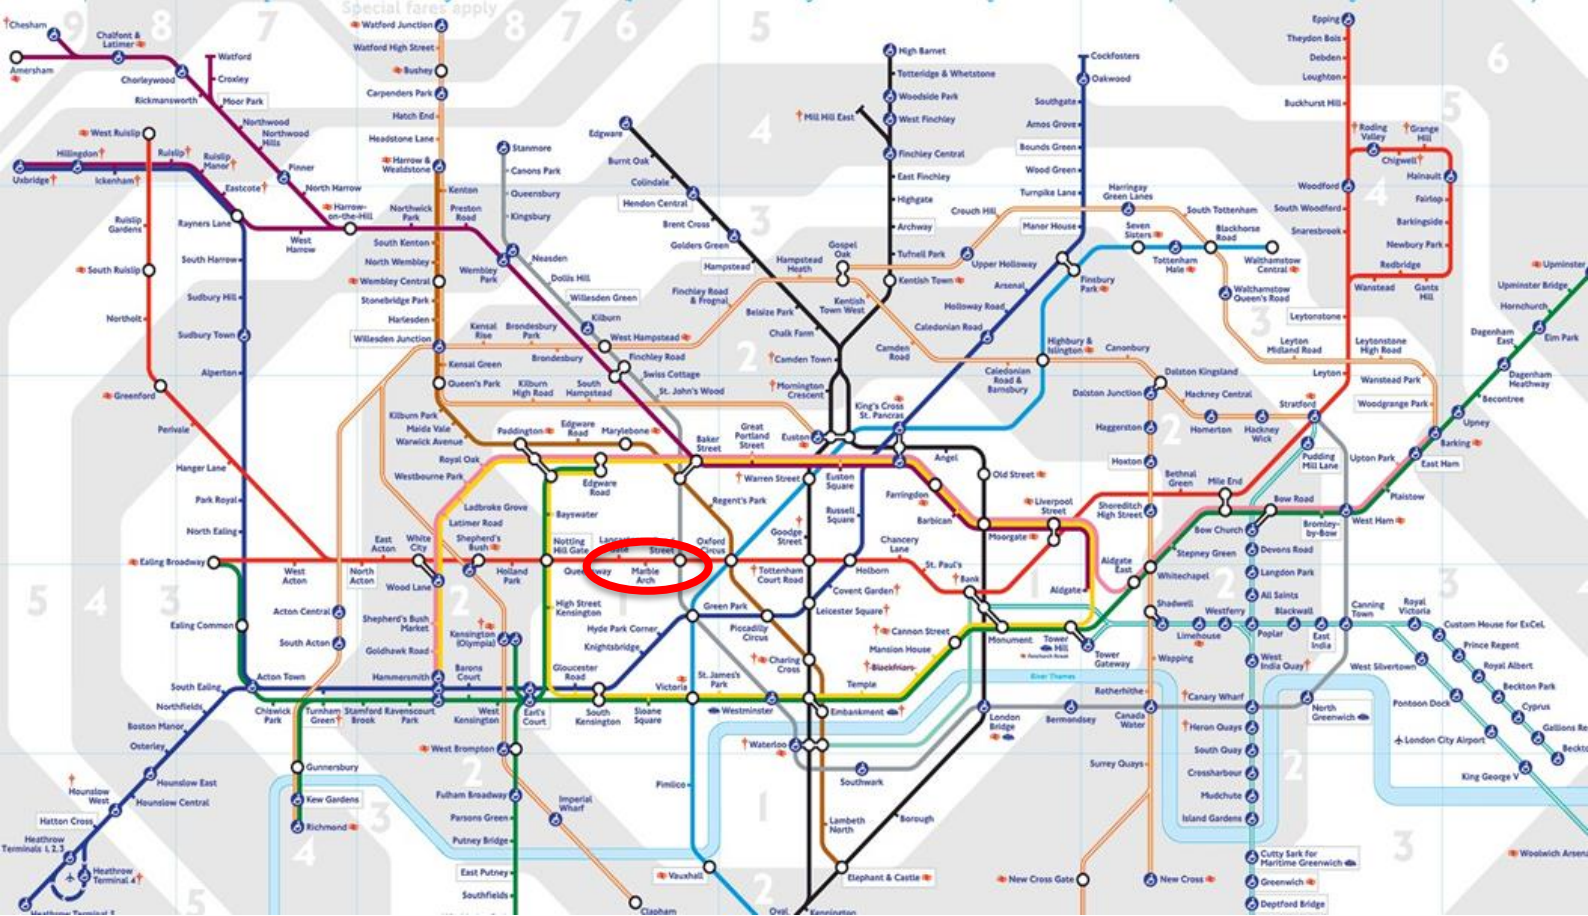 Special fares apply
9
8
7
8
7
6
5
6
†Chesham
Chalfont &
Latimer
Amersham
Chorleywood
Rickmansworth
Watford
Croxley
Moor Park
Northwood
Northwood
Hills
Pinner
North Harrow
Harrow-
on-the-Hill
West Ruislip
Hillingdon†
Uxbridge
Ickenham†
Ruislip†
Ruislip
Manor†
Eastcote†
Rayners Lane
West
Harrow
Ruislip
Gardens
South Ruislip
Northolt
Greenford
Perivale
Hanger Lane
South Harrow
Sudbury Hill
Sudbury Town
Alperton
Park Royal
North Ealing
Ealing Broadway
Ealing Common
South Ealing
Northfields
Boston Manor
Osterley
Hounslow East
Hounslow Central
Hounslow
West
Hatton Cross
Heathrow
Terminals 1, 2, 3
Heathrow
Terminal 4†
Heathrow Terminal 5
Watford Junction
Watford High Street
Bushey
Carpenders Park
Hatch End
Headstone Lane
Harrow &
Wealdstone
Kenton
Northwick
Park
Preston
Road
South Kenton
North Wembley
Wembley Central
Stonebridge Park
Harlesden
Willesden Junction
Kensal Green
Queen's Park
Kilburn Park
Maida Vale
Warwick Avenue
Royal Oak
Westbourne Park
Ladbroke Grove
Latimer Road
Stanmore
Canons Park
Queensbury
Kingsbury
Wembley
Park
Neasden
Dollis Hill
Willesden Green
Kilburn
West Hampstead
Finchley Road
Swiss Cottage
St. John's Wood
Kensal
Rise
Brondesbury
Park
Brondesbury
Kilburn
High Road
South
Hampstead
Finchley Road
& Frognal
Hampstead
Heath
Gospel
Oak
Kentish
Town West
Camden
Road
Edgware
Burnt Oak
Colindale
Hendon Central
Brent Cross
Golders Green
Hampstead
Belsize Park
Chalk Farm
†Camden Town
†Mornington
Crescent
Euston
High Barnet
Totteridge & Whetstone
Woodside Park
West Finchley
†Mill Hill East
Finchley Central
East Finchley
Highgate
Archway
Tufnell Park
Kentish Town
Cockfosters
Oakwood
Southgate
Arnos Grove
Bounds Green
Wood Green
Turnpike Lane
Manor House
Arsenal
Holloway Road
Caledonian Road
King's Cross
St. Pancras
Crouch Hill
Upper Holloway
Harringay
Green Lanes
South Tottenham
Seven
Sisters
Finsbury
Park
Tottenham
Hale
Blackhorse
Road
Walthamstow
Central
Walthamstow
Queen's Road
Leyton
Midland Road
Leytonstone
High Road
Wanstead Park
Woodgrange Park
Highbury &
Islington
Canonbury
Caledonian
Road &
Barnsbury
Dalston Kingsland
Dalston Junction
Hackney Central
Haggerston
Homerton
Hackney
Wick
Hoxton
Shoreditch
High Street
Epping
Theydon Bois
Debden
Loughton
Buckhurst Hill
†Roding
Valley
†Grange
Hill
Chigwell†
Hainault
Fairlop
Barkingside
Newbury Park
Redbridge
Gants
Hill
Wanstead
Woodford
South Woodford
Snaresbrook
Leytonstone
Leyton
Stratford
Pudding
Mill Lane
Mile End
Bethnal
Green
Bow Road
Bow Church
Bromley-
by-Bow
West Ham
Plaistow
Upton Park
East Ham
Barking
Upney
Becontree
Dagenham
Heathway
Dagenham
East
Elm Park
Hornchurch
Upminster Bridge
Upminster
Paddington
Edgware
Road
Marylebone
Baker
Street
Great
Portland
Street
†Warren Street
Euston
Square
Regent's Park
Russell
Square
Angel
Old Street
Farringdon
Barbican
Moorgate
Liverpool
Street
Edgware
Road
Bayswater
Notting
Hill Gate
Oxford
Circus
Street
Marble
Arch
Goodge
Street
†Tottenham
Court Road
Holborn
Chancery
Lane
St. Paul's
†Bank
Aldgate
East
Aldgate
Whitechapel
Stepney Green
Shadwell
Wapping
Rotherhithe
Canada
Water
Surrey Quays
New Cross Gate
New Cross
East
Acton
West
Acton
North
Acton
White
City
Shepherd's
Bush
Holland
Park
Wood Lane
Shepherd's Bush
Market
Goldhawk Road
Hammersmith
Acton Central
South Acton
Acton Town
Chiswick
Park
Turnham
Green†
Stamford
Brook
Ravenscourt
Park
Barons
Court
West
Kensington
Earl's
Court
Kensington
(Olympia)
High Street
Kensington
Gloucester
Road
South
Kensington
Sloane
Square
Victoria
St. James's
Park
Westminster
Hyde Park Corner
Knightsbridge
Green Park
Piccadilly
Circus
Leicester Square†
Covent Garden†
†Charing
Cross
Embankment
Temple
†Blackfriars
Mansion House
†Cannon Street
Monument
Tower
Hill
Fenchurch Street
Tower
Gateway
River Thames
London
Bridge
Bermondsey
Southwark
†Waterloo
Lambeth
North
Borough
Elephant & Castle
Kennington
Oval
Pimlico
Vauxhall
Gunnersbury
Kew Gardens
Richmond
West Brompton
Fulham Broadway
Parsons Green
Putney Bridge
East Putney
Southfields
Imperial
Wharf
Clapham
Devons Road
Langdon Park
All Saints
Limehouse
Westferry
Poplar
Blackwall
East
India
Canning
Town
Royal
Victoria
Custom House for ExCeL
Prince Regent
Royal Albert
Beckton Park
Cyprus
Gallions Re
Beckto
West Silvertown
Pontoon Dock
London City Airport
King George V
Woolwich Arsena
West
India Quay†
†Canary Wharf
†Heron Quays
South Quay
Crossharbour
Mudchute
Island Gardens
Cutty Sark for
Maritime Greenwich
Greenwich
Deptford Bridge
North
Greenwich